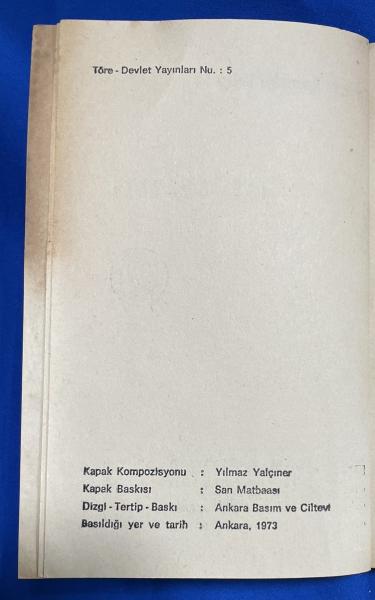 Töre - Devlet Yayınları Nu. : 5
Kapak Kompozisyonu : Yılmaz Yalçıner
Kapak Baskısı : San Matbaası
Dizgi - Tertip - Baskı : Ankara Basım ve Ciltevi
Basıldığı yer ve tarih : Ankara, 1973